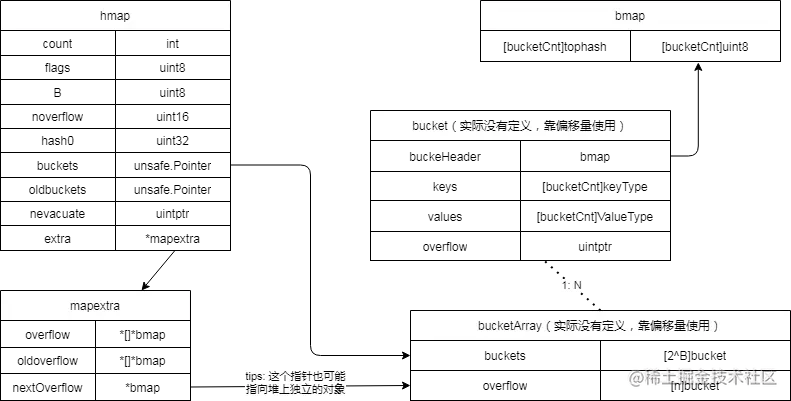 hmap
count int
flags uint8
B uint8
noverflow uint16
hash0 uint32
buckets unsafe.Pointer
oldbuckets unsafe.Pointer
nevacuate uintptr
extra *mapextra
bmap
[bucketCnt]tophash [bucketCnt]uint8
bucket（实际没有定义，靠偏移量使用）
buckeHeader bmap
keys [bucketCnt]keyType
values [bucketCnt]ValueType
overflow uintptr
1: N
mapextra
overflow *[]*bmap
oldoverflow *[]*bmap
nextOverflow *bmap
tips: 这个指针也可能
指向堆上独立的对象
bucketArray（实际没有定义，靠偏移量使用）
buckets [2^B]bucket
overflow [n]bucket
@稀土掘金技术社区